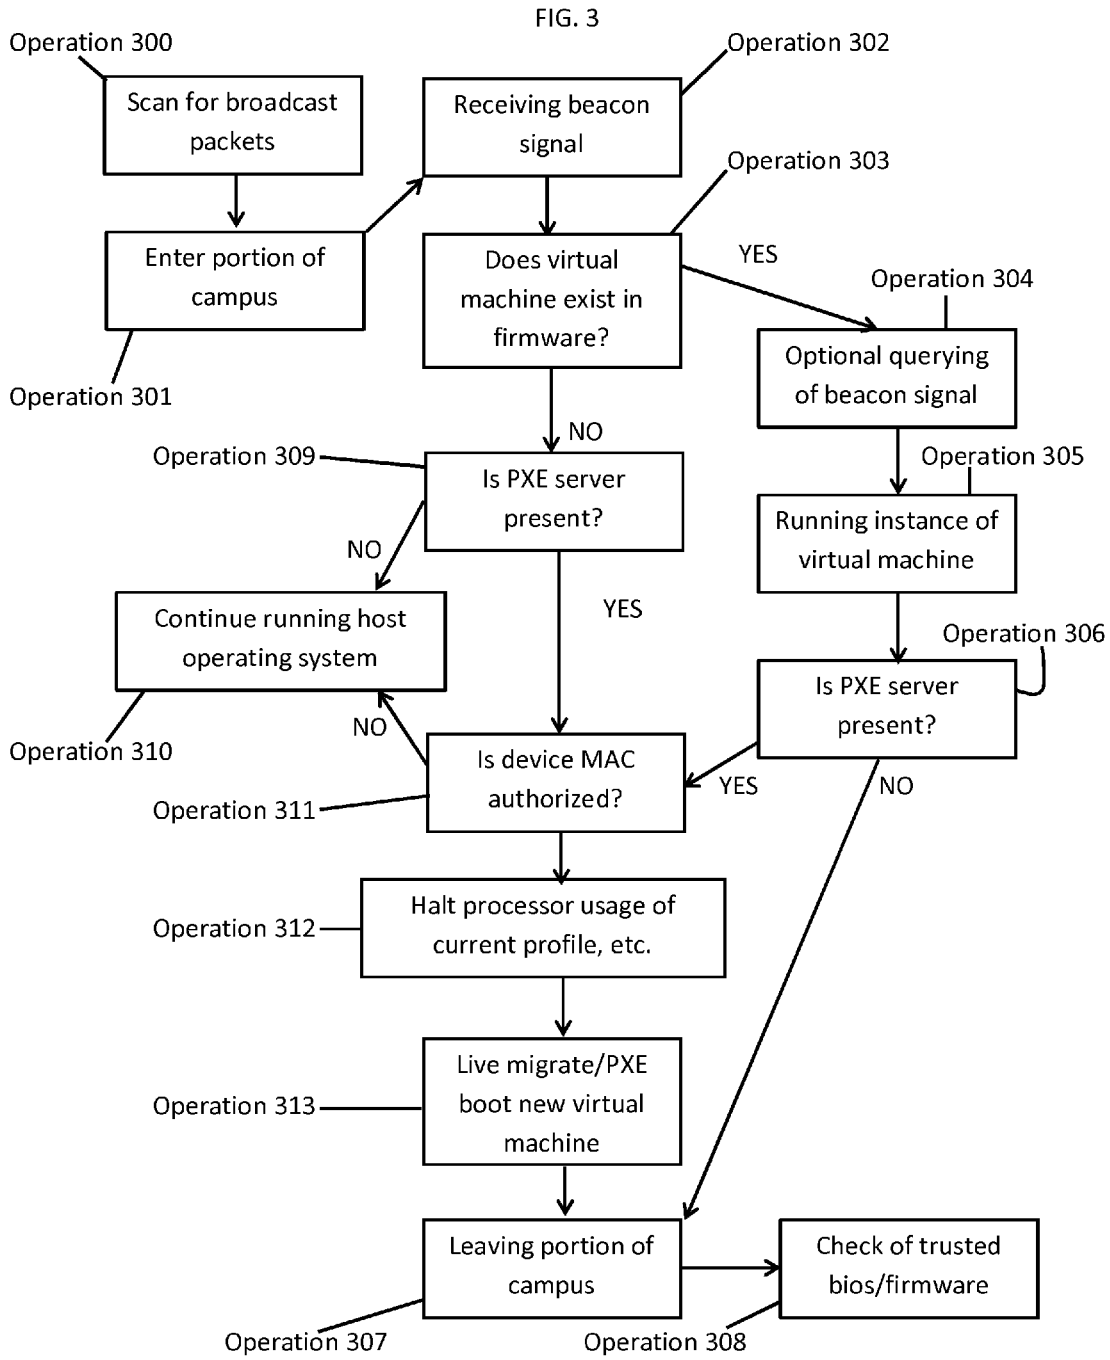 FIG. 3
Operation 300
Operation 302
Scan for broadcast
packets
Receiving beacon
signal
Operation 303
Enter portion of
campus
Does virtual
machine exist in
firmware?
YES
Operation 304
Operation 301
Optional querying
of beacon signal
NO
Operation 309
Is PXE server
present?
Operation 305
Running instance of
virtual machine
NO
Continue running host
operating system
YES
Operation 306
Is PXE server
present?
NO
Operation 310
Is device MAC
authorized?
YES
NO
Operation 311
Halt processor usage of
current profile, etc.
Operation 312
Live migrate/PXE
boot new virtual
machine
Operation 313
Leaving portion of
campus
Check of trusted
bios/firmware
Operation 307
Operation 308